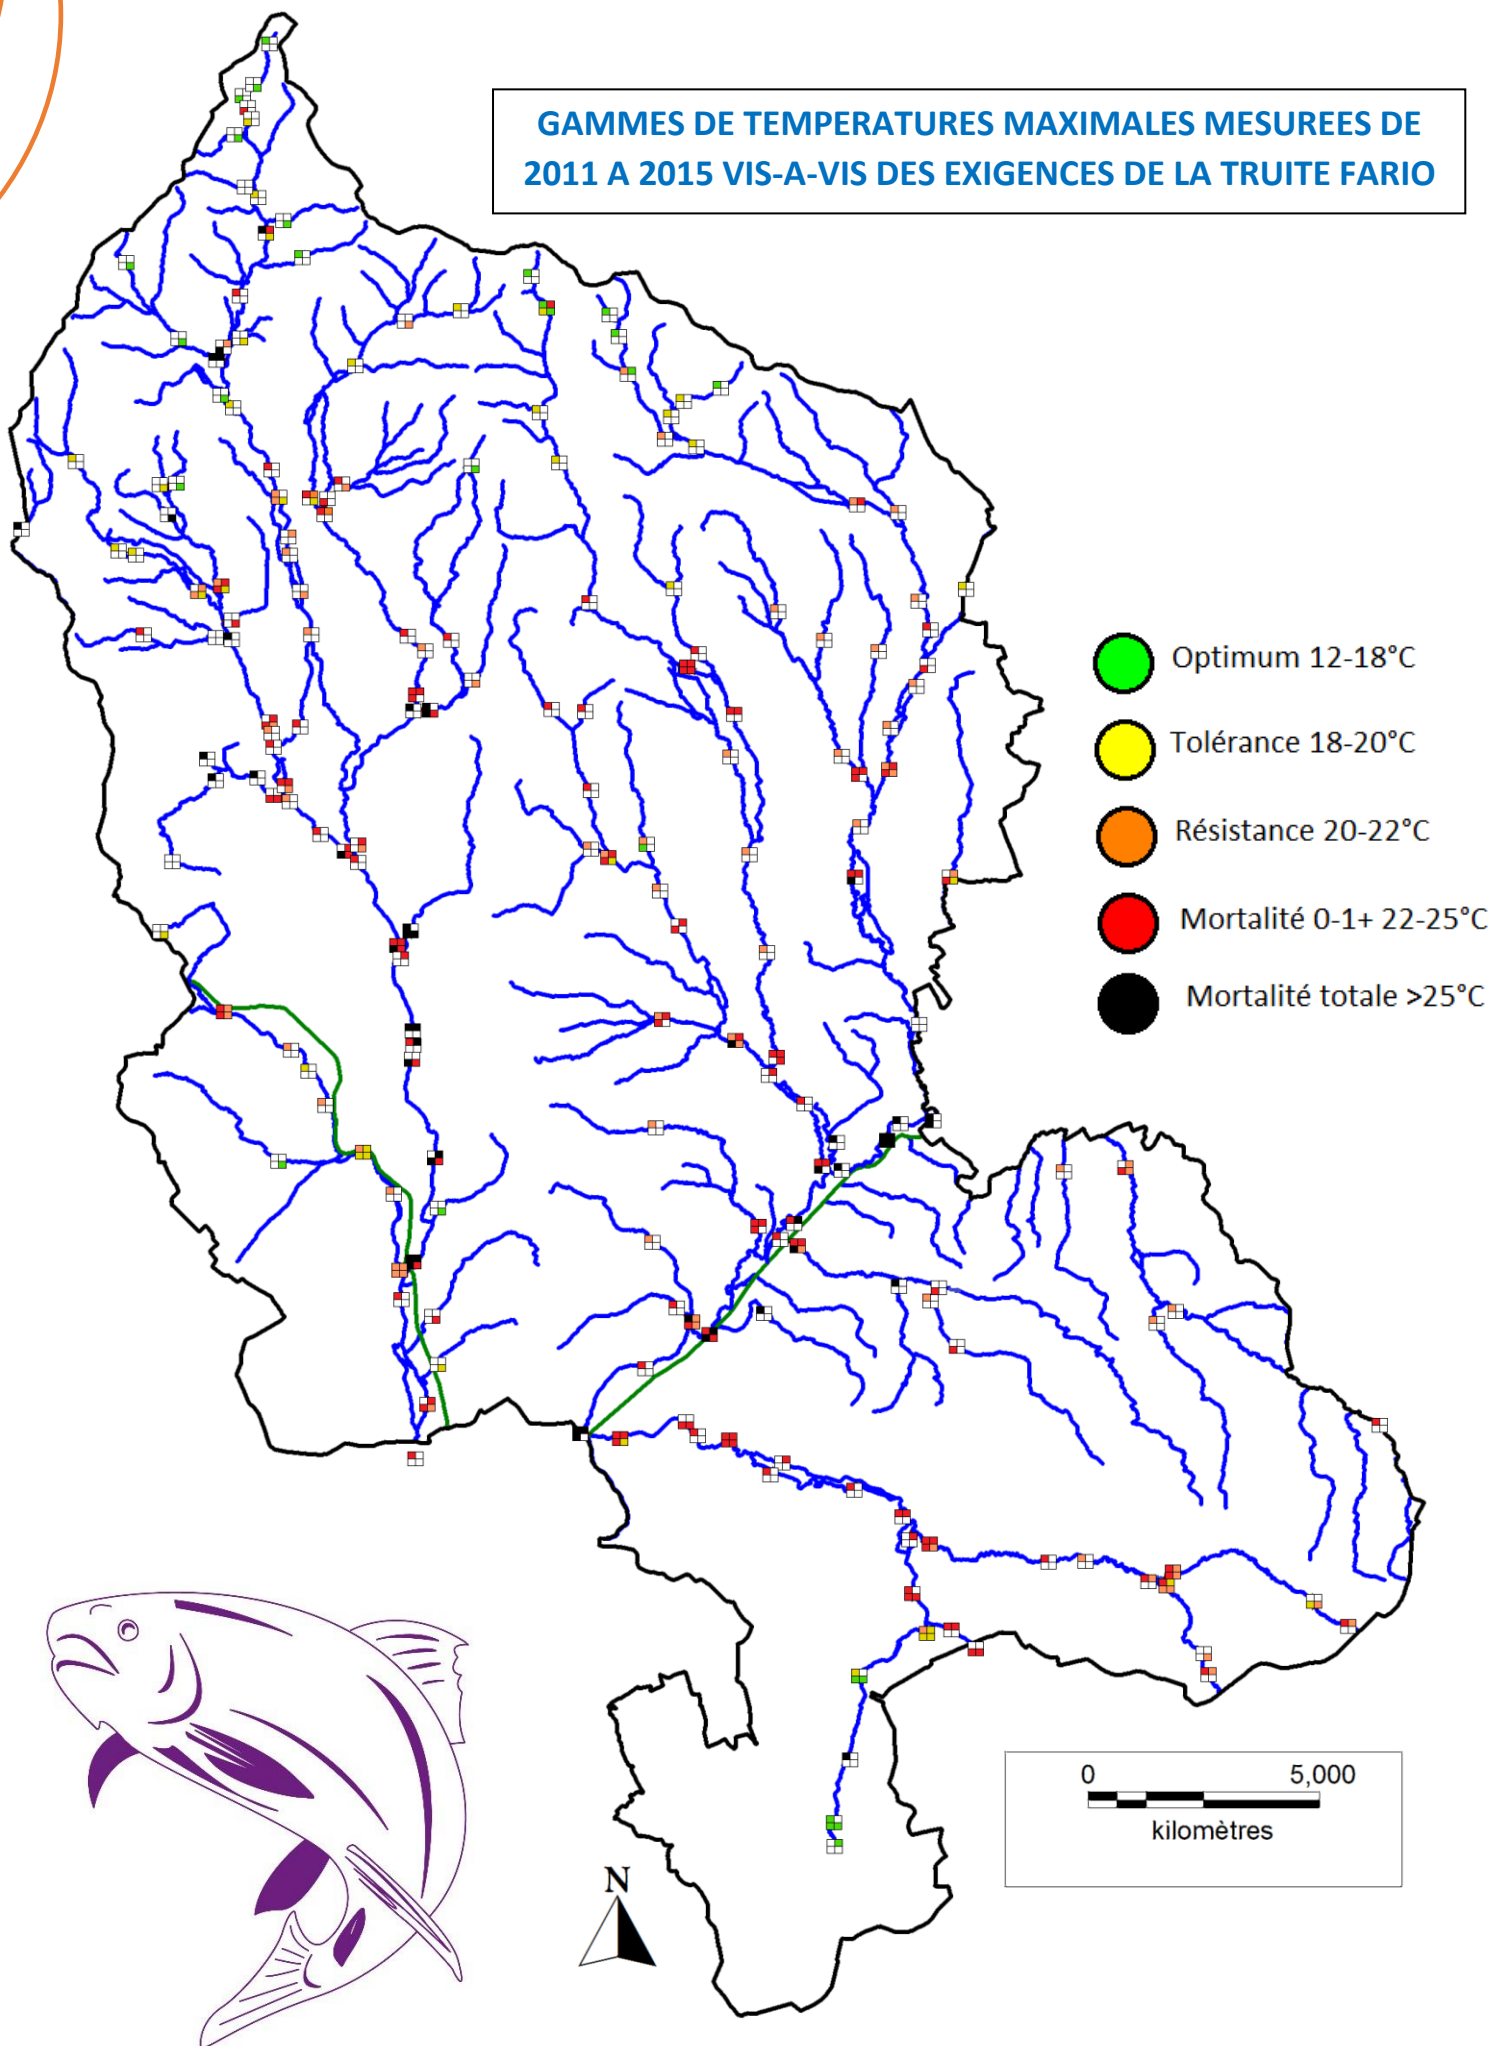 GAMMES DE TEMPERATURES MAXIMALES MESUREES DE
2011 A 2015 VIS-A-VIS DES EXIGENCES DE LA TRUITE FARIO
Optimum 12-18°C
Tolérance 18-20°C
Résistance 20-22°C
Mortalité 0-1+ 22-25°C
Mortalité totale >25°C
0 5,000
kilomètres
N